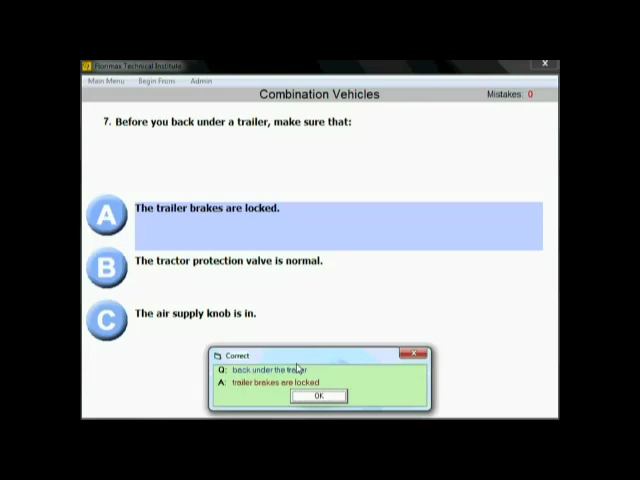 Florimax Technical Institute
Main Menu Begin From Admin
Combination Vehicles Mistakes: 0
7. Before you back under a trailer, make sure that:
A The trailer brakes are locked.
B The tractor protection valve is normal.
C The air supply knob is in.
Correct
Q: back under the trailer
A: trailer brakes are locked
OK